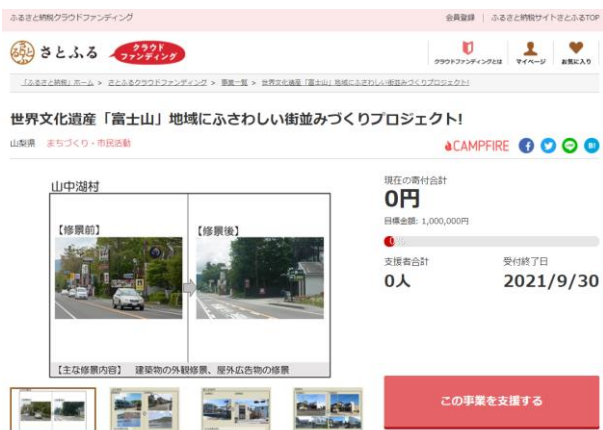 ふるさと納税クラウドファンディング
会員登録 | ふるさと納税サイトさとふるTOP
さとふる
クラウド
ファンディング
クラウドファンディングとは
マイページ
お気に入り
「ふるさと納税」ホーム > さとふるクラウドファンディング > 事業一覧 > 世界文化遺産「富士山」地域にふさわしい街並みづくりプロジェクト!
世界文化遺産「富士山」地域にふさわしい街並みづくりプロジェクト!
山梨県 まちづくり・市民活動
CAMPFIRE
山中湖村
【修景前】
【修景後】
【主な修景内容】 建築物の外観修景、屋外広告物の修景
現在の寄付合計
0円
目標金額: 1,000,000円
支援者合計
0人
受付終了日
2021/9/30
この事業を支援する